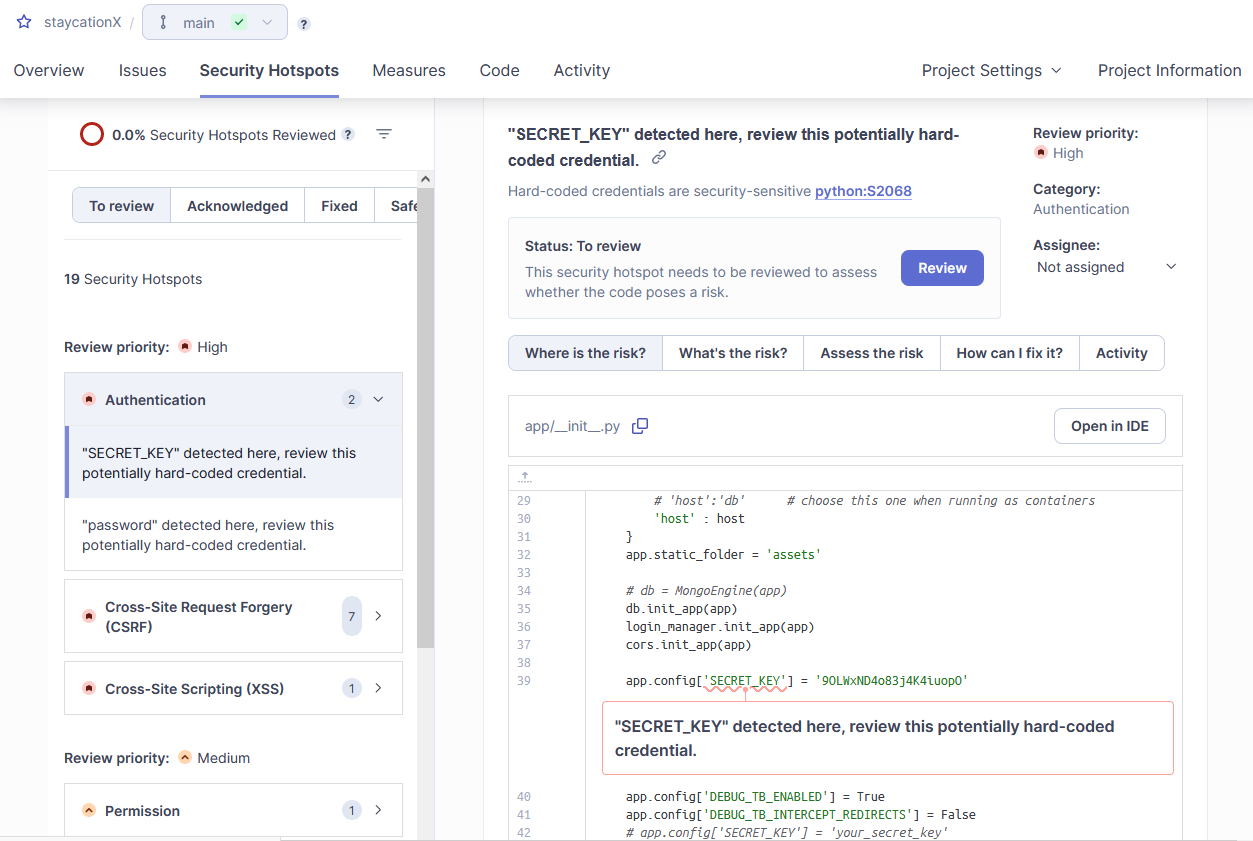 staycationX / main ?
Overview Issues Security Hotspots Measures Code Activity Project Settings Project Information
0.0% Security Hotspots Reviewed ?
To review Acknowledged Fixed Safe
19 Security Hotspots
Review priority: High
Authentication 2
"SECRET_KEY" detected here, review this
potentially hard-coded credential.
"password" detected here, review this
potentially hard-coded credential.
Cross-Site Request Forgery
(CSRF) 7
Cross-Site Scripting (XSS) 1
Review priority: Medium
Permission 1
"SECRET_KEY" detected here, review this potentially hard-
coded credential.
Hard-coded credentials are security-sensitive python:S2068
Status: To review
This security hotspot needs to be reviewed to assess
whether the code poses a risk.
Review
Review priority:
High
Category:
Authentication
Assignee:
Not assigned
Where is the risk? What's the risk? Assess the risk How can I fix it? Activity
app/__init__.py Open in IDE
29 # 'host':'db' # choose this one when running as containers
30 'host' : host
31 }
32 app.static_folder = 'assets'
33
34 # db = MongoEngine(app)
35 db.init_app(app)
36 login_manager.init_app(app)
37 cors.init_app(app)
38
39 app.config['SECRET_KEY'] = '9OLWxND4o83j4K4iuopO'
"SECRET_KEY" detected here, review this potentially hard-coded
credential.
40 app.config['DEBUG_TB_ENABLED'] = True
41 app.config['DEBUG_TB_INTERCEPT_REDIRECTS'] = False
42 # app.config['SECRET_KEY'] = 'your_secret_key'